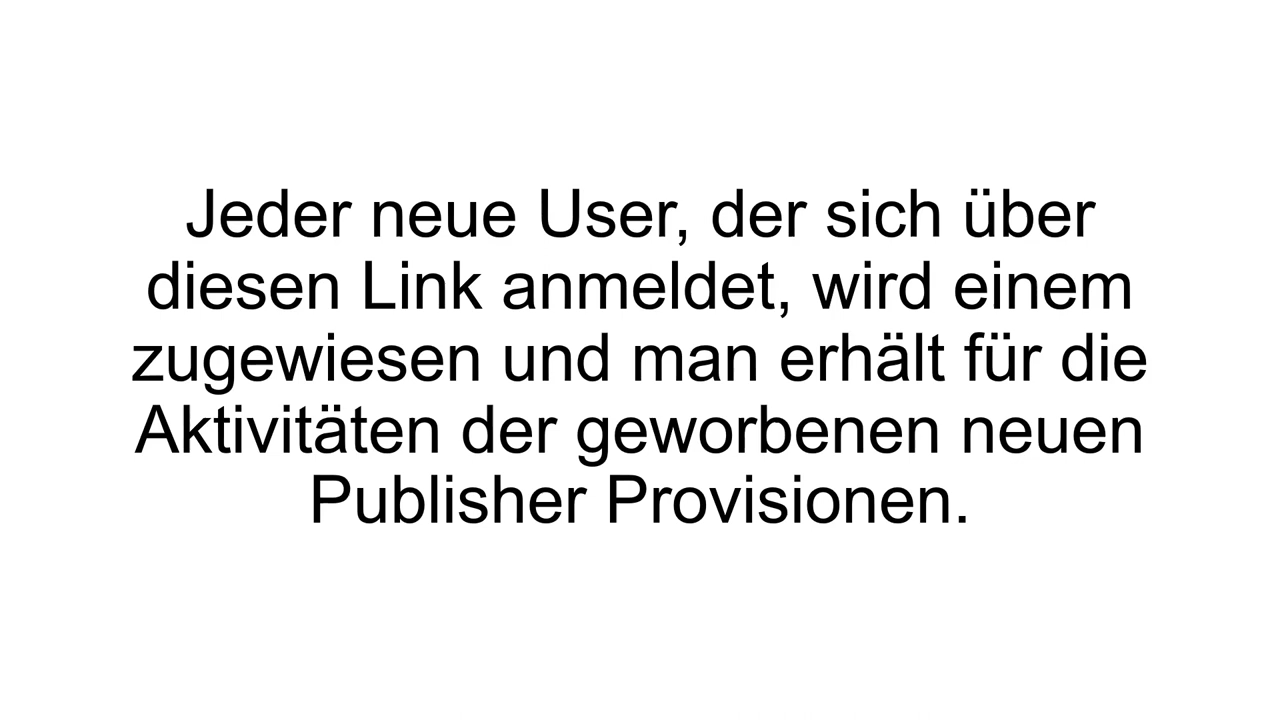 Jeder neue User, der sich über
diesen Link anmeldet, wird einem
zugewiesen und man erhält für die
Aktivitäten der geworbenen neuen
Publisher Provisionen.